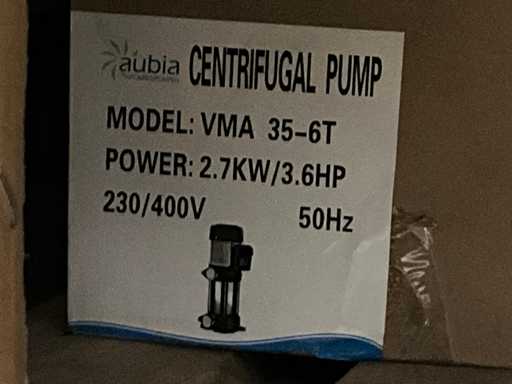 aubia CENTRIFUGAL PUMP
MODEL: VMA 35-6T
POWER: 2.7KW/3.6HP
230/400V 50Hz